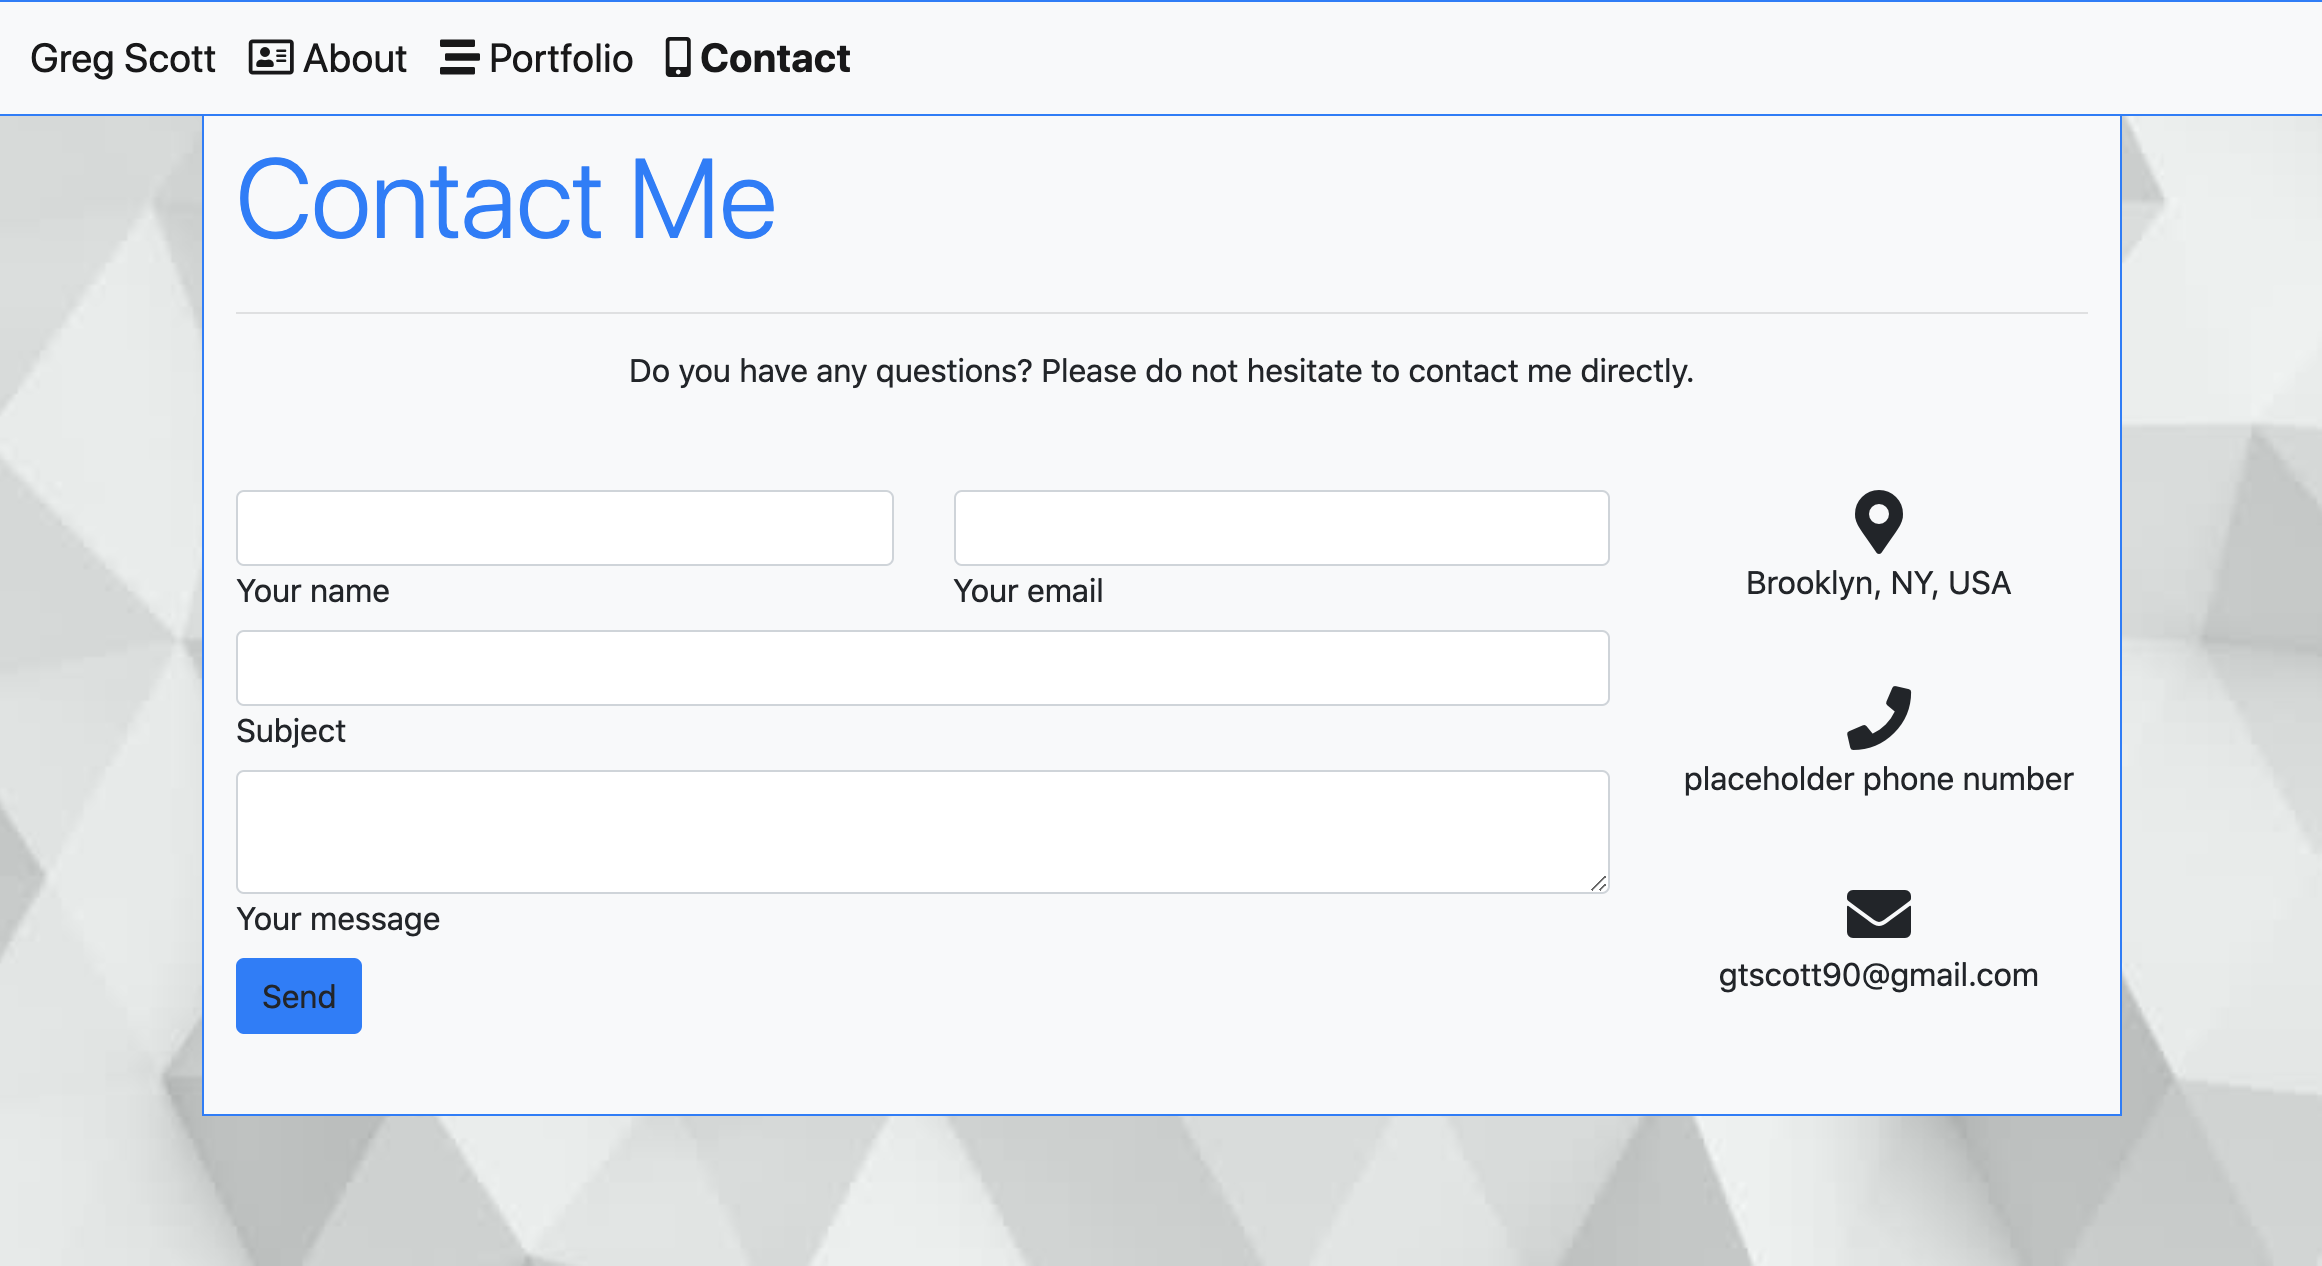 Greg Scott About Portfolio Contact
Contact Me
Do you have any questions? Please do not hesitate to contact me directly.
Your name
Your email
Subject
Your message
Send
Brooklyn, NY, USA
placeholder phone number
gtscott90@gmail.com